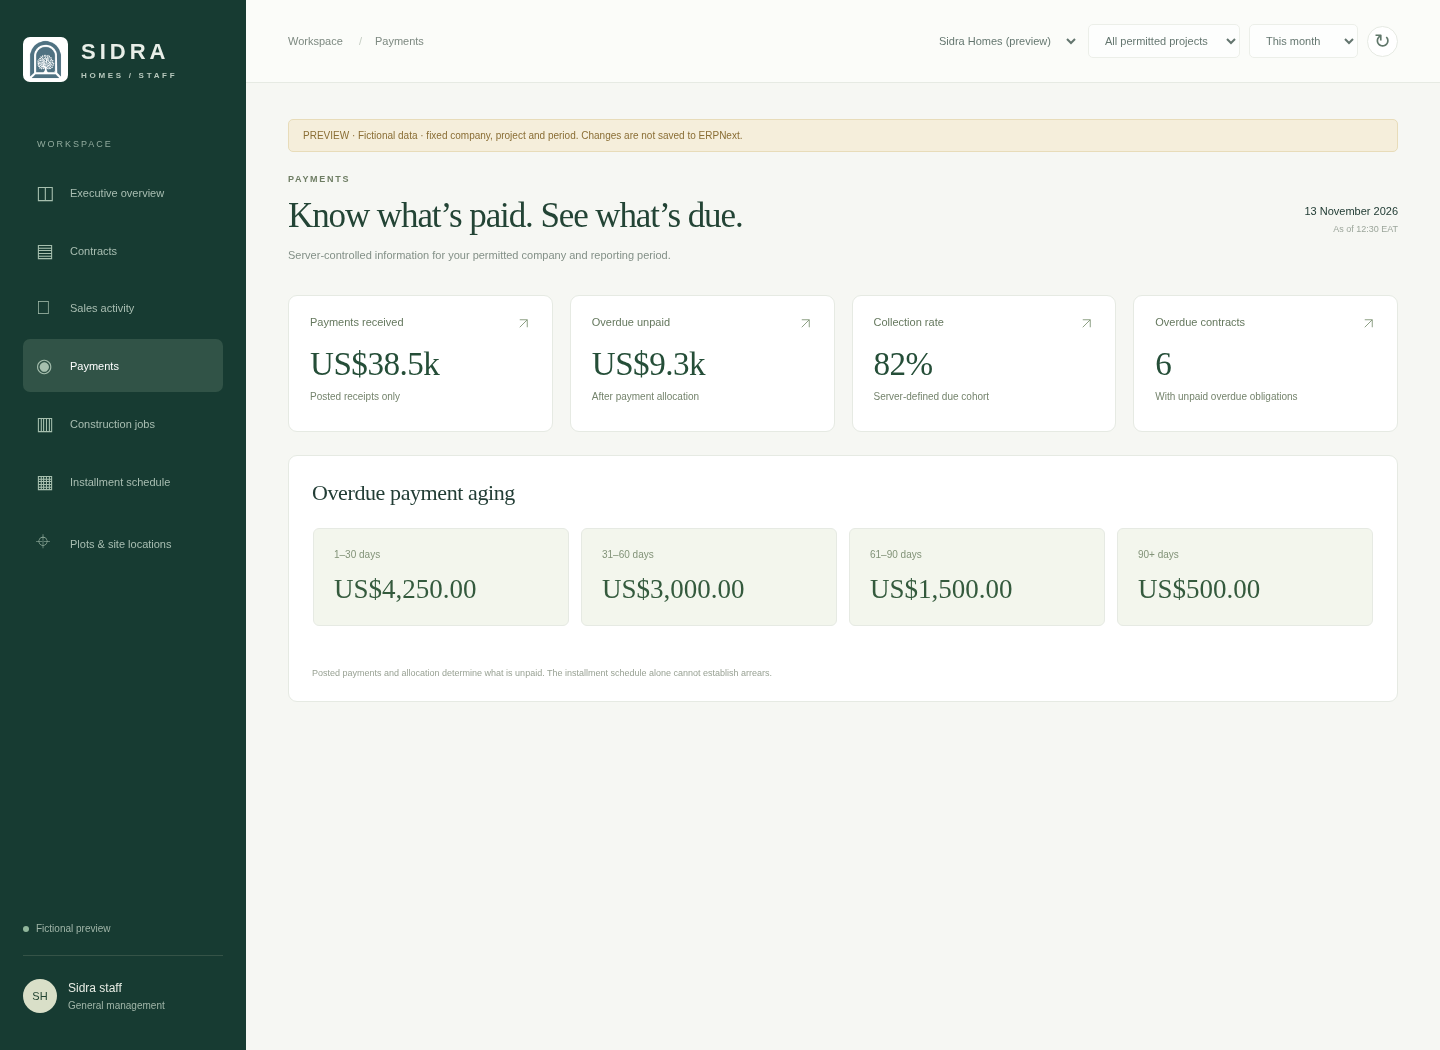 SIDRA
HOMES / STAFF
WORKSPACE
Executive overview
Contracts
Sales activity
Payments
Construction jobs
Installment schedule
Plots & site locations
Fictional preview
SH
Sidra staff
General management
Workspace / Payments
Sidra Homes (preview)
All permitted projects
This month
PREVIEW · Fictional data · fixed company, project and period. Changes are not saved to ERPNext.
PAYMENTS
Know what’s paid. See what’s due.
13 November 2026
As of 12:30 EAT
Server-controlled information for your permitted company and reporting period.
Payments received
US$38.5k
Posted receipts only
Overdue unpaid
US$9.3k
After payment allocation
Collection rate
82%
Server-defined due cohort
Overdue contracts
6
With unpaid overdue obligations
Overdue payment aging
1–30 days
US$4,250.00
31–60 days
US$3,000.00
61–90 days
US$1,500.00
90+ days
US$500.00
Posted payments and allocation determine what is unpaid. The installment schedule alone cannot establish arrears.